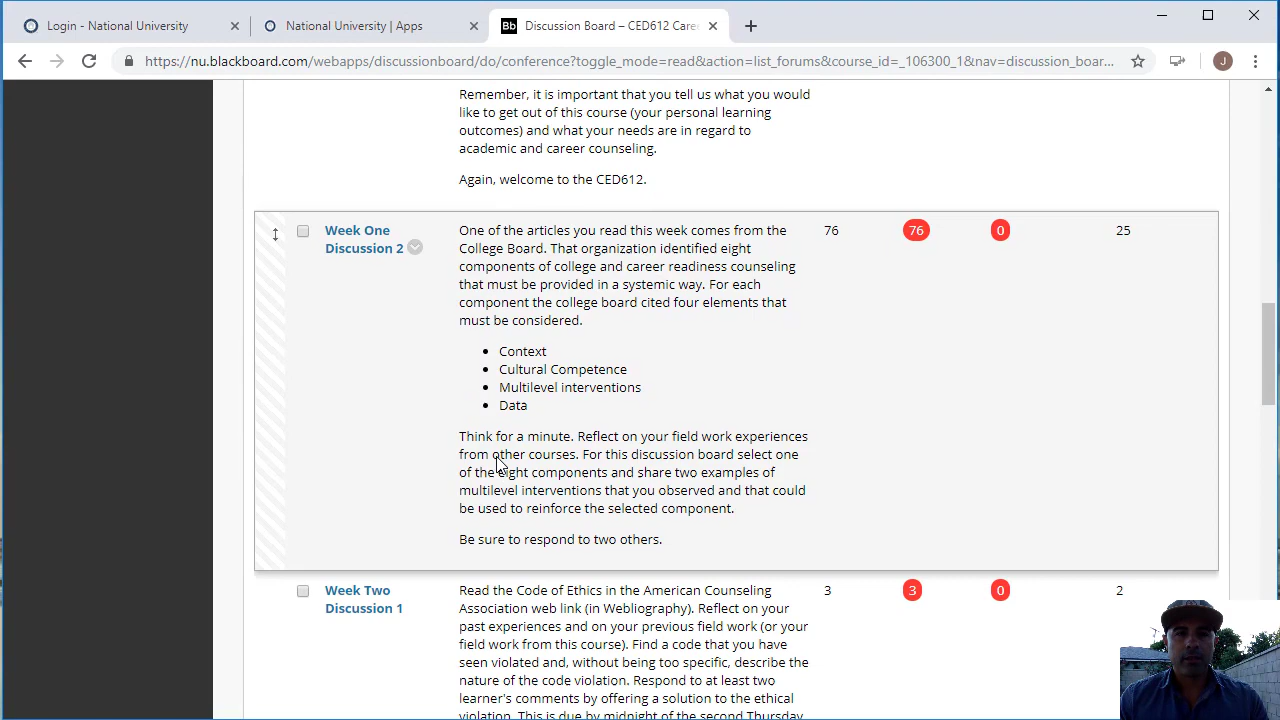 Login - National University
National University | Apps
Bb Discussion Board – CED612 Caree
https://nu.blackboard.com/webapps/discussionboard/do/conference?toggle_mode=read&action=list_forums&course_id=_106300_1&nav=discussion_boar...
J
Remember, it is important that you tell us what you would
like to get out of this course (your personal learning
outcomes) and what your needs are in regard to
academic and career counseling.
Again, welcome to the CED612.
Week One
Discussion 2
One of the articles you read this week comes from the
College Board. That organization identified eight
components of college and career readiness counseling
that must be provided in a systemic way. For each
component the college board cited four elements that
must be considered.
• Context
• Cultural Competence
• Multilevel interventions
• Data
Think for a minute. Reflect on your field work experiences
from other courses. For this discussion board select one
of the eight components and share two examples of
multilevel interventions that you observed and that could
be used to reinforce the selected component.
Be sure to respond to two others.
76 76 0 25
Week Two
Discussion 1
Read the Code of Ethics in the American Counseling
Association web link (in Webliography). Reflect on your
past experiences and on your previous field work (or your
field work from this course). Find a code that you have
seen violated and, without being too specific, describe the
nature of the code violation. Respond to at least two
learner's comments by offering a solution to the ethical
violation. This is due by midnight of the second Thursday
3 3 0 2